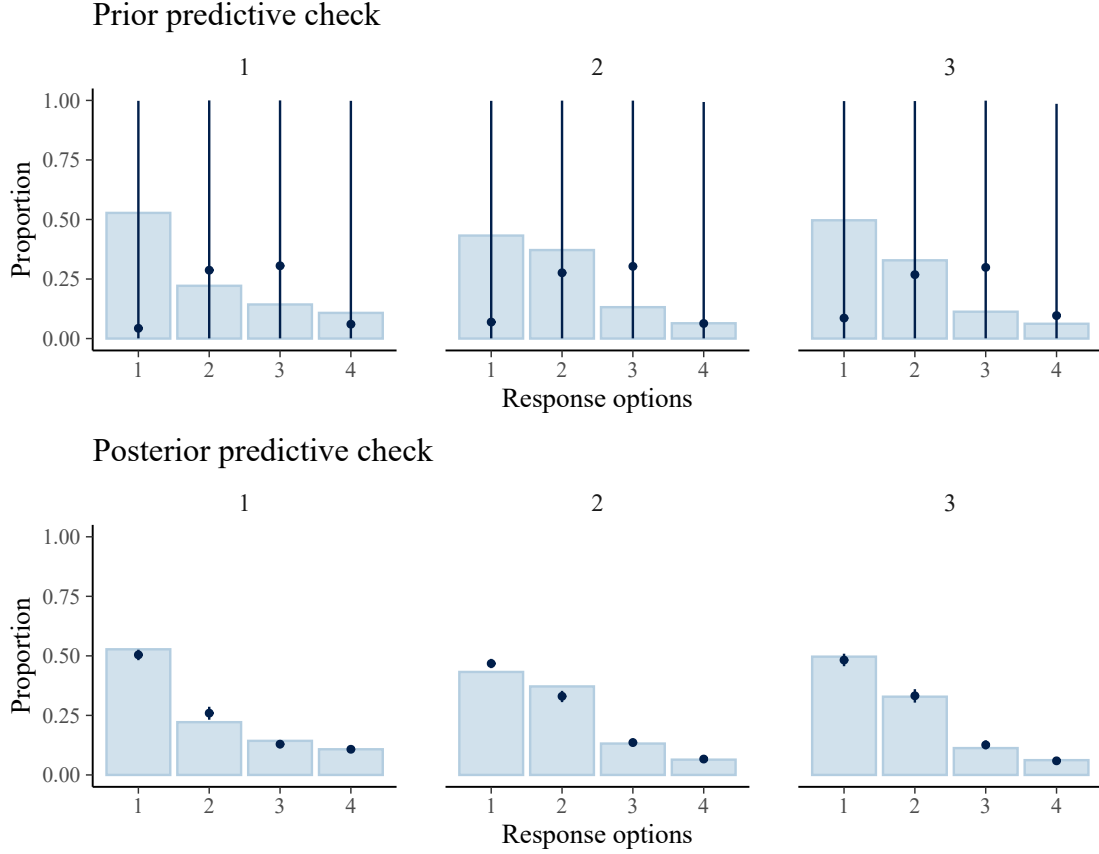 Prior predictive check
1 2 3
Proportion
1.00
0.75
0.50
0.25
0.00
1 2 3 4 1 2 3 4 1 2 3 4
Response options
Posterior predictive check
1 2 3
Proportion
1.00
0.75
0.50
0.25
0.00
1 2 3 4 1 2 3 4 1 2 3 4
Response options